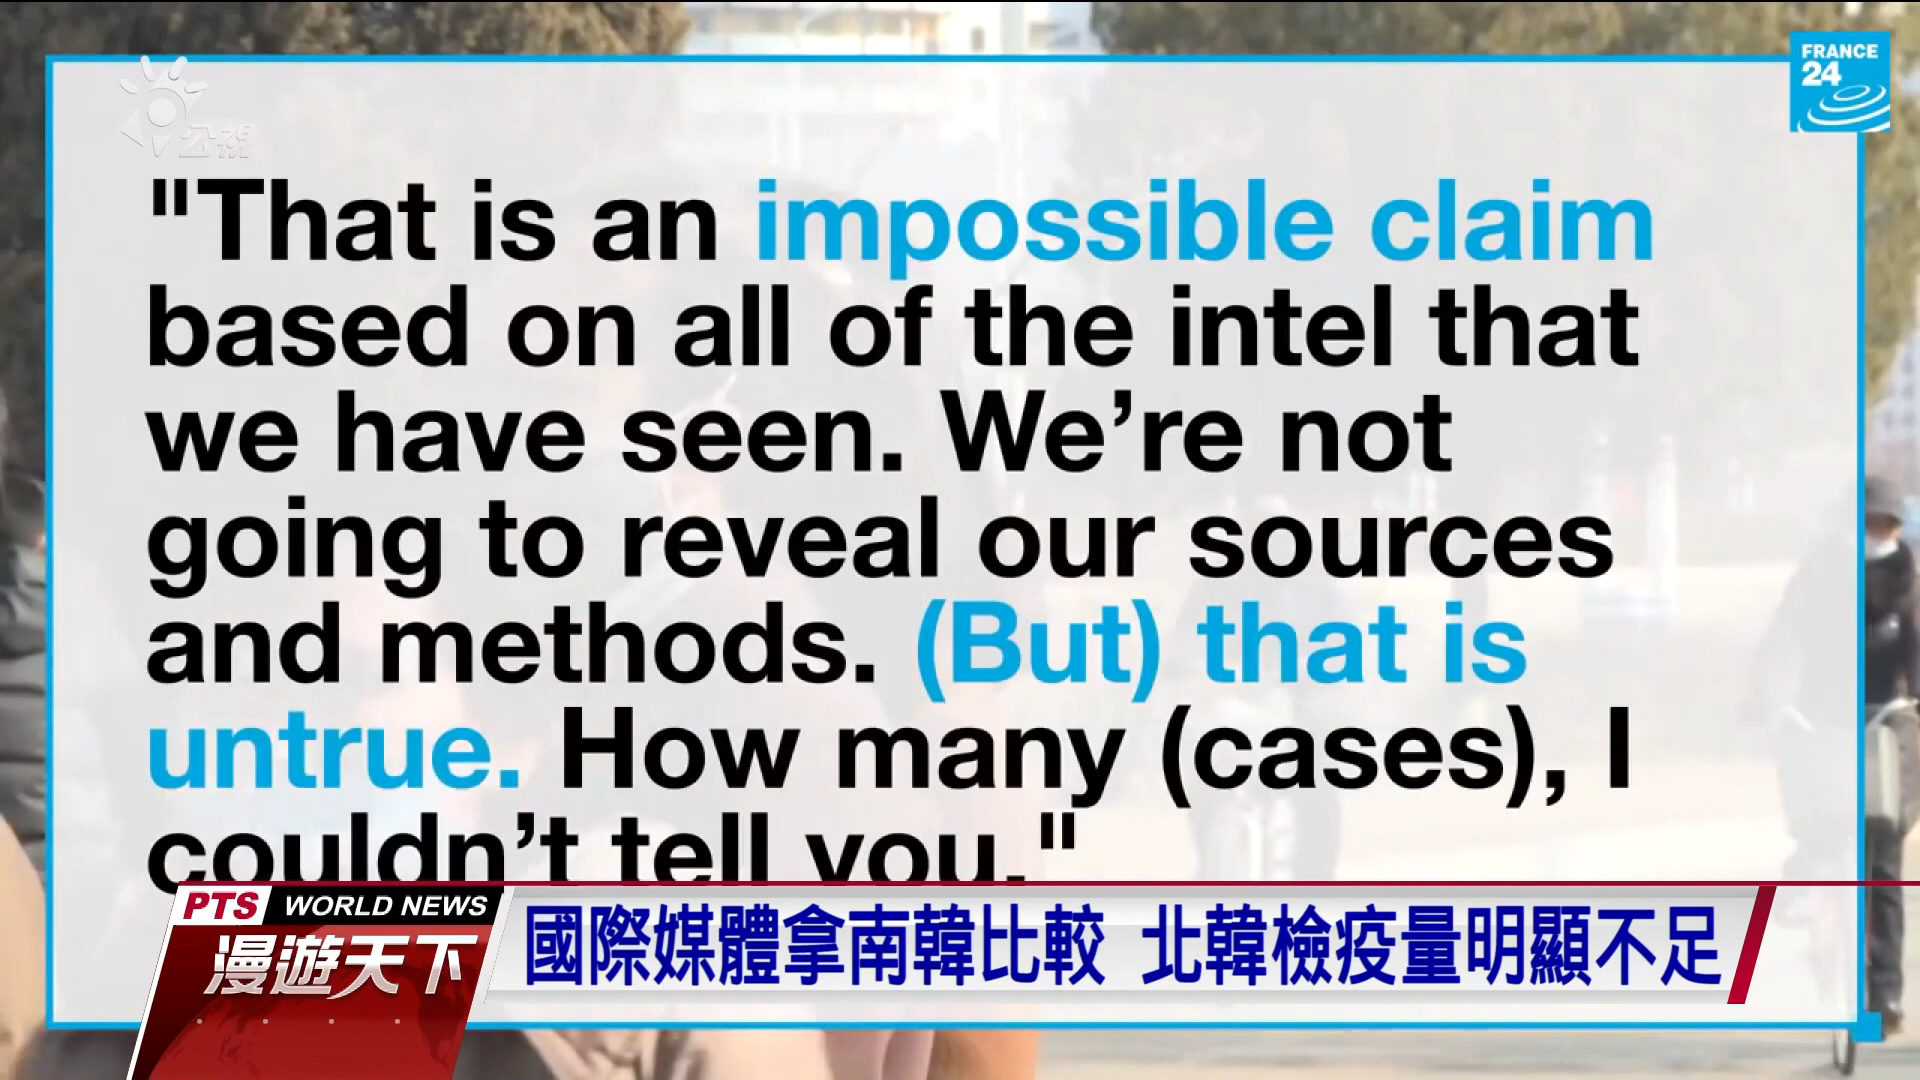 FRANCE
24
公視
"That is an impossible claim
based on all of the intel that
we have seen. We’re not
going to reveal our sources
and methods. (But) that is
untrue. How many (cases), I
couldn’t tell you."
PTS WORLD NEWS
漫遊天下
國際媒體拿南韓比較 北韓檢疫量明顯不足